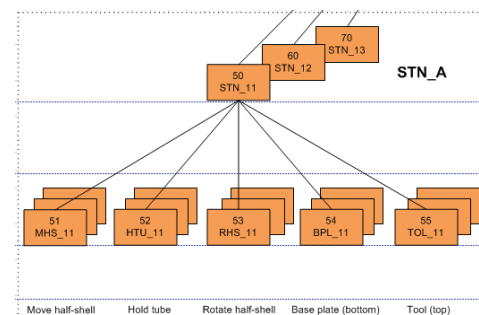 70
STN_13
60
STN_12
50
STN_11
STN_A
51
MHS_11
52
HTU_11
53
RHS_11
54
BPL_11
55
TOL_11
Move half-shell
Hold tube
Rotate half-shell
Base plate (bottom)
Tool (top)